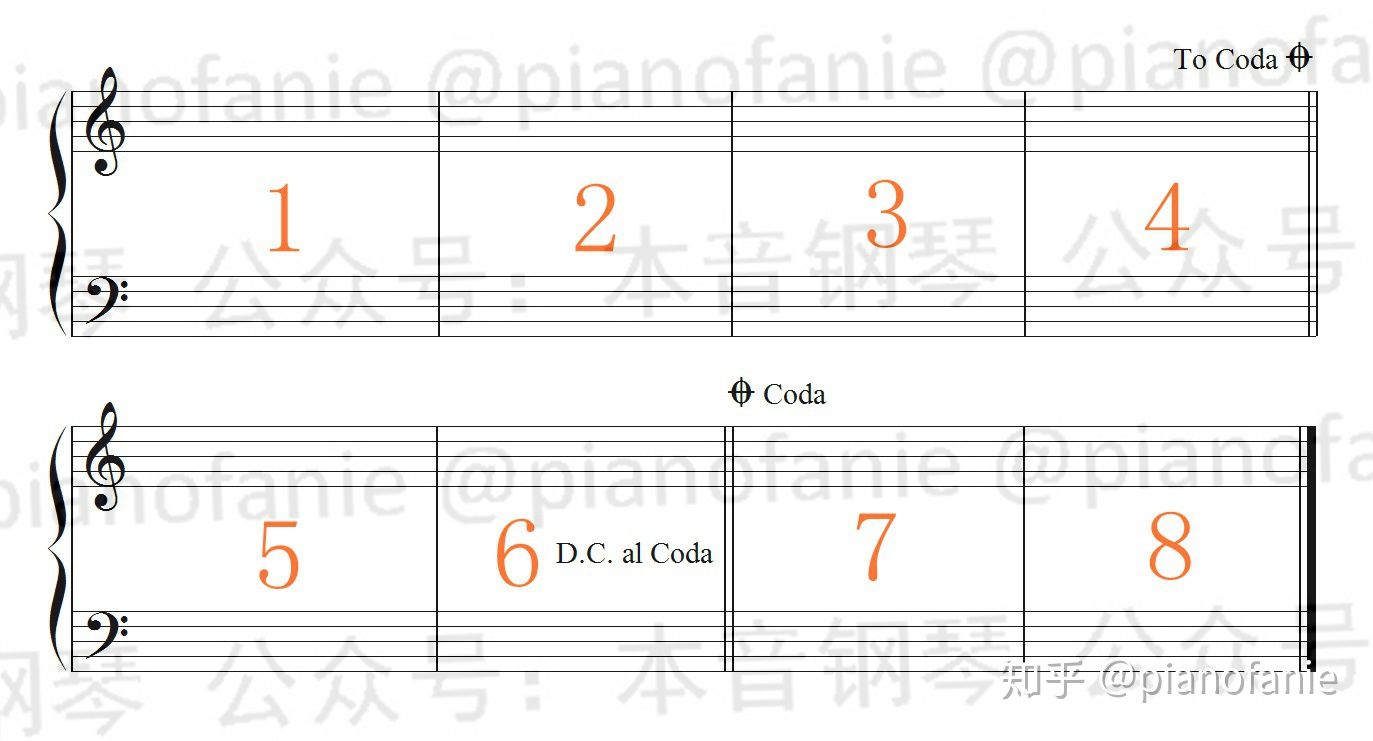 pianofanie @pianofanie @pianofa
To Coda
1 2 3 4
钢琴 公众号：本音钢琴 公众号
Coda
pianofanie @pianofanie @pianofa
5 6 D.C. al Coda 7 8
钢琴 公众号：本音钢琴 公众号
知乎 @pianofanie